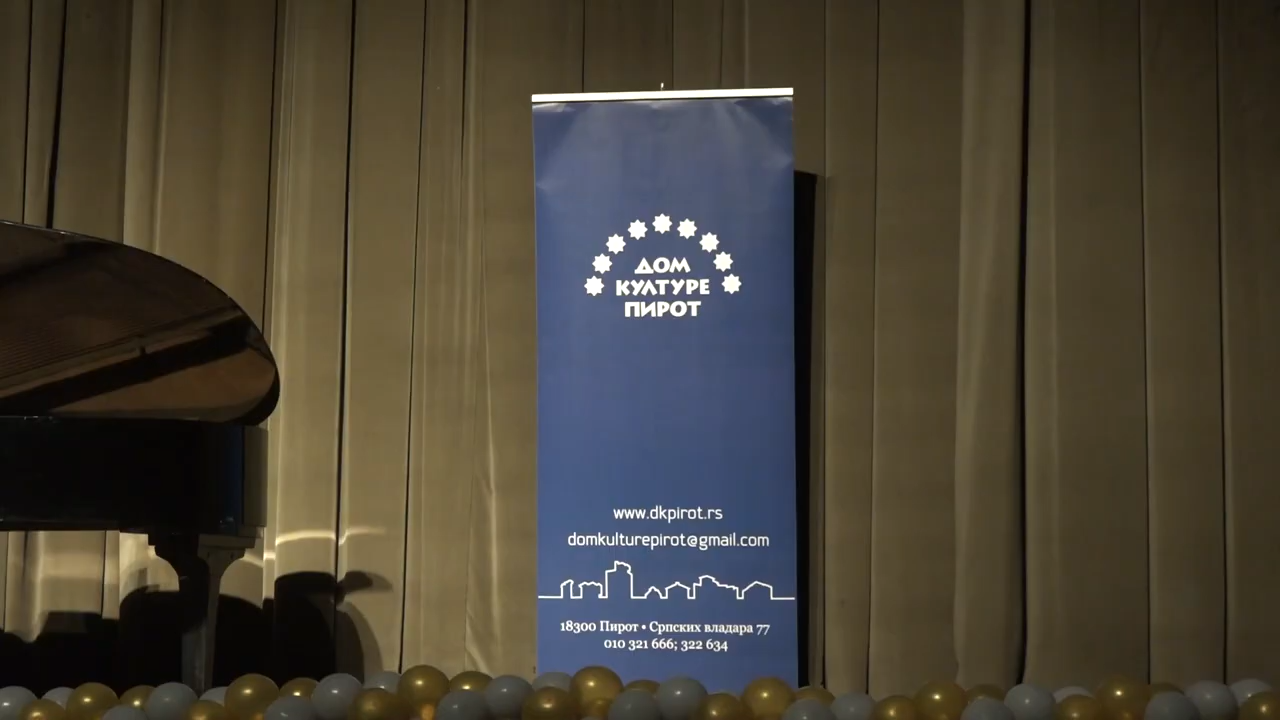 ДОМ
КУЛТУРЕ
ПИРОТ
www.dkpirot.rs
domkulturepirot@gmail.com
18300 Пирот • Српских владара 77
010 321 666; 322 634